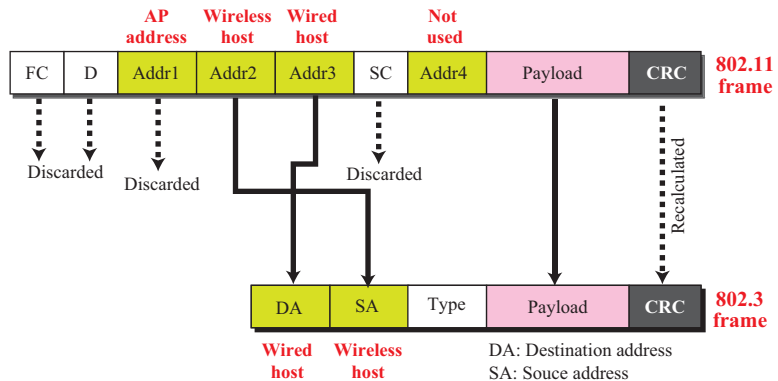 AP address
Wireless host
Wired host
Not used
FC D Addr1 Addr2 Addr3 SC Addr4 Payload CRC
802.11 frame
Discarded
Discarded
Discarded
Recalculated
DA SA Type Payload CRC
802.3 frame
Wired host
Wireless host
DA: Destination address
SA: Souce address